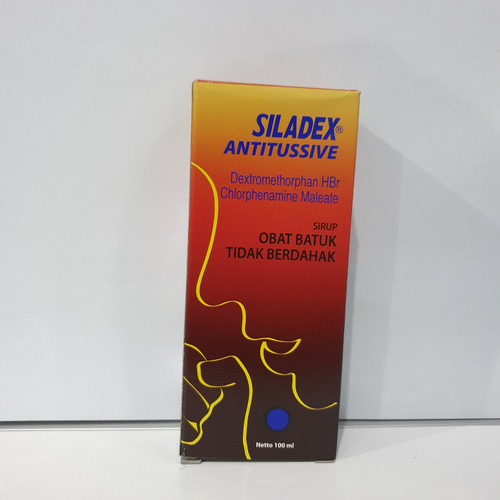 SILADEX®
ANTITUSSIVE
Dextromethorphan HBr
Chlorphenamine Maleate
SIRUP
OBAT BATUK
TIDAK BERDAHAK
Netto 100 ml